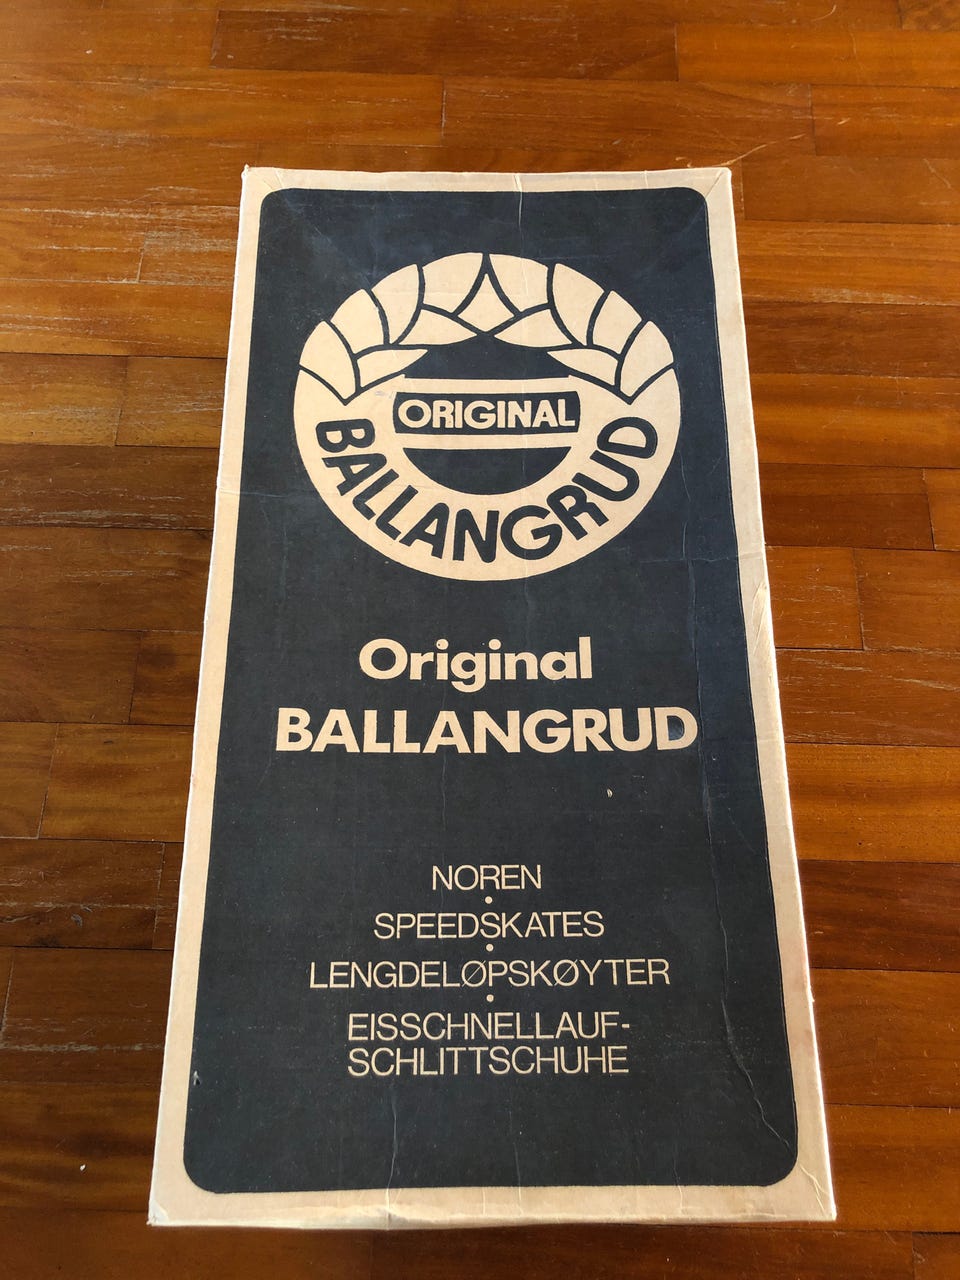 ORIGINAL
BALLANGRUD
Original
BALLANGRUD
NOREN
•
SPEEDSKATES
•
LENGDELØPSKØYTER
•
EISSCHNELLAUF-
SCHLITTSCHUHE